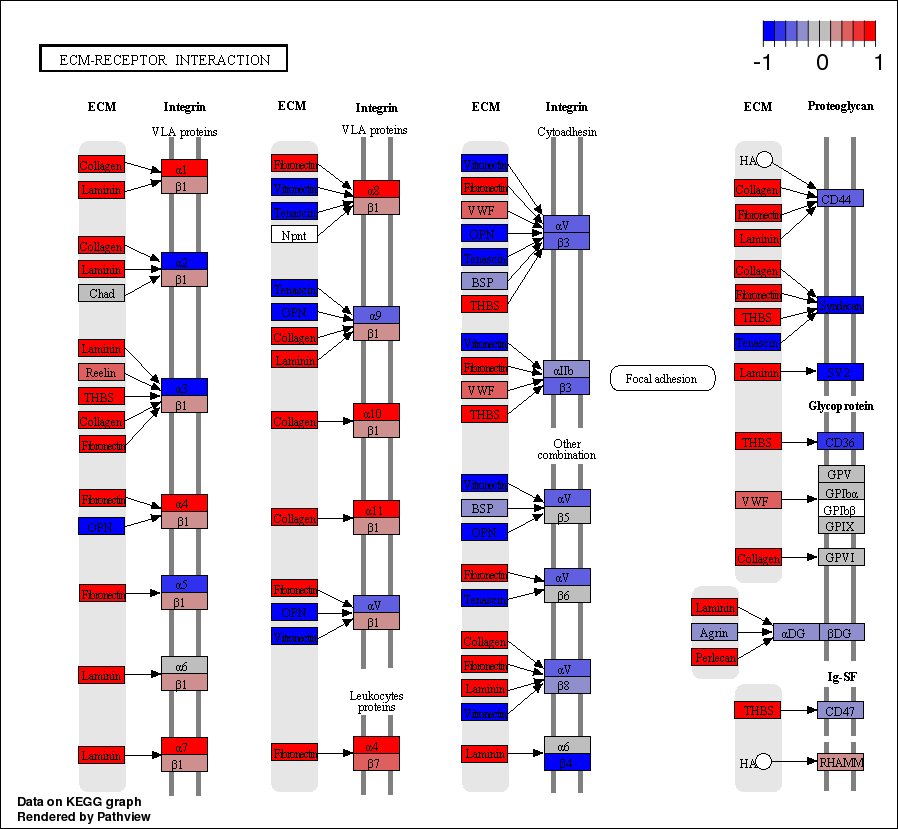 ECM-RECEPTOR INTERACTION
-1 0 1
ECM Integrin
VLA proteins
Collagen α1
Laminin β1
Collagen α2
Laminin β1
Chad
Laminin
Reelin α3
THBS β1
Collagen
Fibronectin
Fibronectin α4
OPN β1
Fibronectin α5
β1
α6
Laminin β1
Laminin α7
β1
ECM Integrin
VLA proteins
Fibronectin
Vitronectin α8
Tenascin β1
Npnt
Tenascin
OPN α9
Collagen β1
Laminin
Collagen α10
β1
Collagen α11
β1
Fibronectin
OPN αV
Vitronectin β1
Leukocytes
proteins
Fibronectin α4
β7
ECM Integrin
Cytoadhesin
Vitronectin
Fibronectin
VWF αV
OPN β3
Tenascin
BSP
THBS
Vitronectin
Fibronectin αIIb
VWF β3
THBS
Other
combination
Vitronectin αV
BSP β5
OPN
Fibronectin αV
Tenascin β6
Collagen
Fibronectin αV
Laminin β8
Vitronectin
Laminin α6
β4
Focal adhesion
ECM Proteoglycan
HA
Collagen CD44
Fibronectin
Laminin
Collagen
Fibronectin Syndecan
THBS
Tenascin
Laminin SV2
Glycoprotein
THBS CD36
GPV
VWF GPIbα
GPIbβ
GPIX
Collagen GPVI
Laminin
Agrin αDG βDG
Perlecan
Ig-SF
THBS CD47
HA RHAMM
Data on KEGG graph
Rendered by Pathview